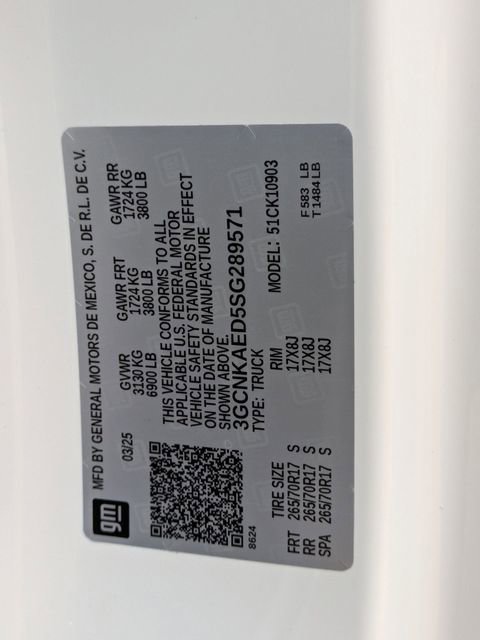 gm
MFD BY GENERAL MOTORS DE MEXICO, S. DE R.L. DE C.V.
03/25 GVWR GAWR FRT GAWR RR
3130 KG 1724 KG 1724 KG
6900 LB 3800 LB 3800 LB
THIS VEHICLE CONFORMS TO ALL
APPLICABLE U.S. FEDERAL MOTOR
VEHICLE SAFETY STANDARDS IN EFFECT
ON THE DATE OF MANUFACTURE
SHOWN ABOVE.
3GCNKAED5SG289571
8624 TYPE: TRUCK MODEL: 51CK10903
TIRE SIZE RIM
FRT 265/70R17 S 17X8J F 583 LB
RR 265/70R17 S 17X8J T 1484 LB
SPA 265/70R17 S 17X8J